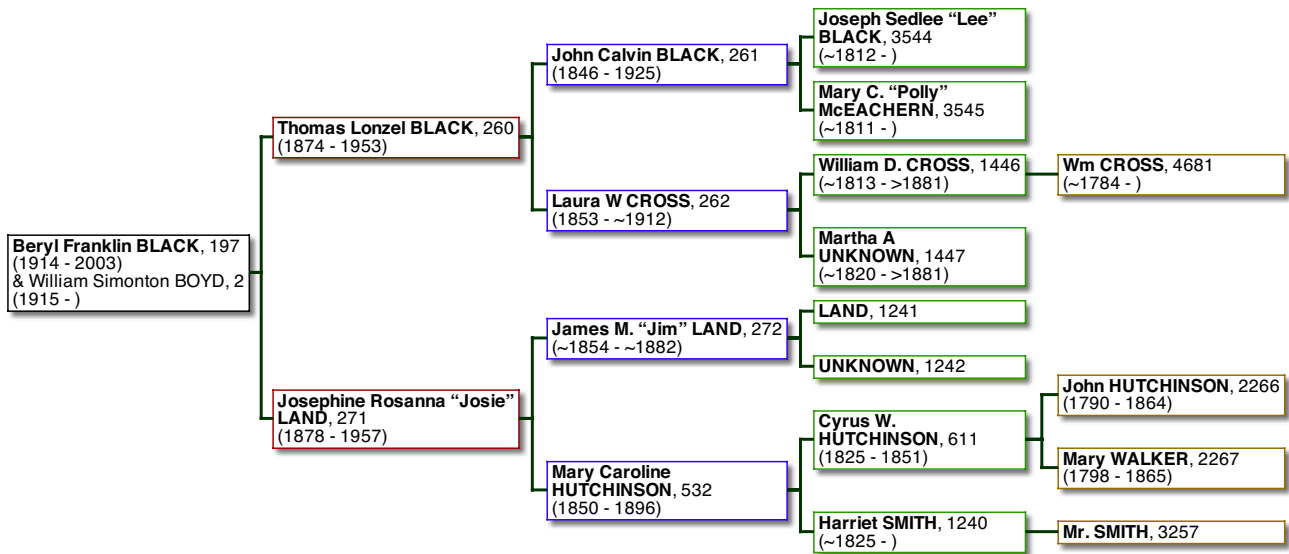 Beryl Franklin BLACK, 197
(1914 - 2003)
& William Simonton BOYD, 2
(1915 - )
Thomas Lonzel BLACK, 260
(1874 - 1953)
Josephine Rosanna “Josie”
LAND, 271
(1878 - 1957)
John Calvin BLACK, 261
(1846 - 1925)
Laura W CROSS, 262
(1853 - ~1912)
James M. “Jim” LAND, 272
(~1854 - ~1882)
Mary Caroline
HUTCHINSON, 532
(1850 - 1896)
Joseph Sedlee “Lee”
BLACK, 3544
(~1812 - )
Mary C. “Polly”
McEACHERN, 3545
(~1811 - )
William D. CROSS, 1446
(~1813 - >1881)
Martha A
UNKNOWN, 1447
(~1820 - >1881)
LAND, 1241
UNKNOWN, 1242
Cyrus W.
HUTCHINSON, 611
(1825 - 1851)
Harriet SMITH, 1240
(~1825 - )
Wm CROSS, 4681
(~1784 - )
John HUTCHINSON, 2266
(1790 - 1864)
Mary WALKER, 2267
(1798 - 1865)
Mr. SMITH, 3257